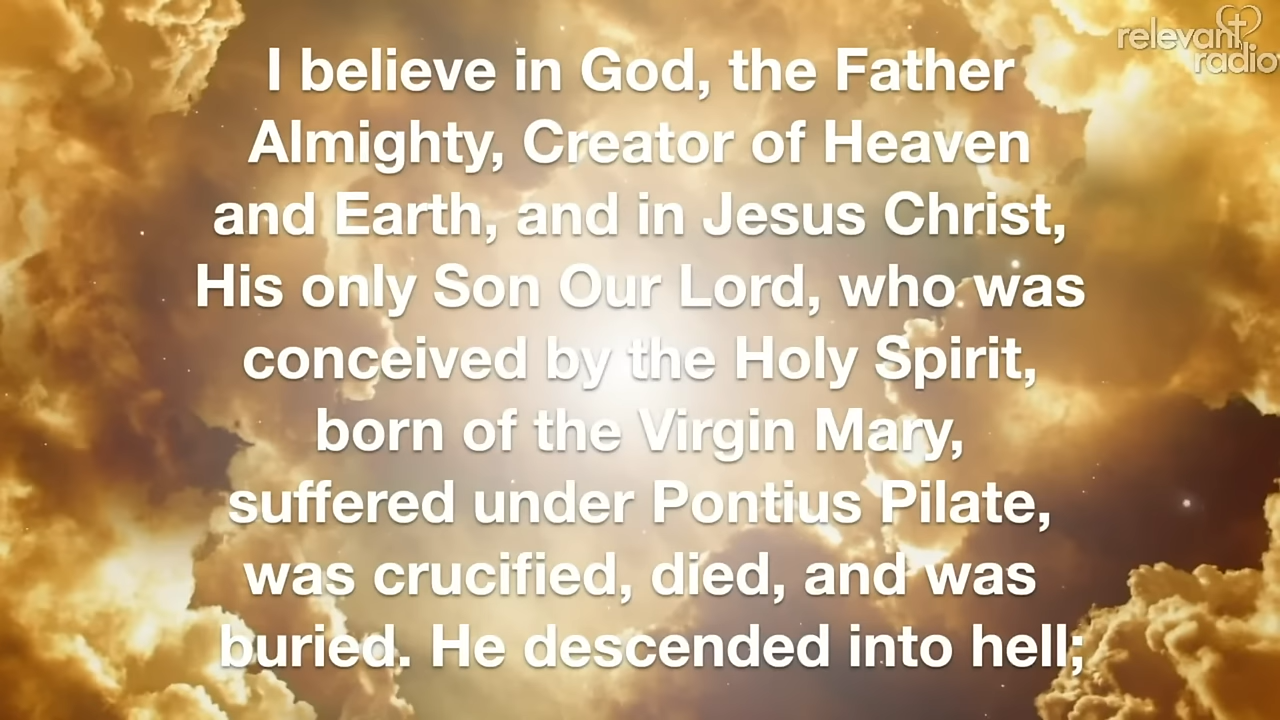 relevant
radio
I believe in God, the Father
Almighty, Creator of Heaven
and Earth, and in Jesus Christ,
His only Son Our Lord, who was
conceived by the Holy Spirit,
born of the Virgin Mary,
suffered under Pontius Pilate,
was crucified, died, and was
buried. He descended into hell;